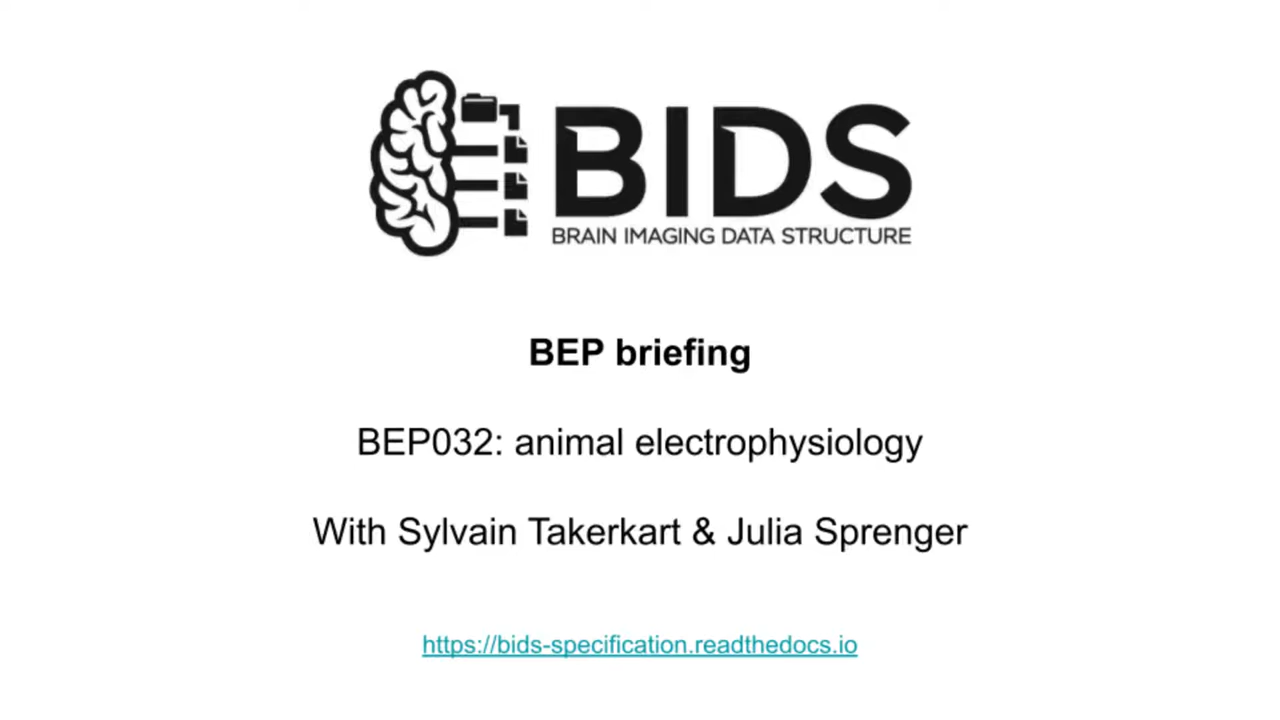 BIDS
BRAIN IMAGING DATA STRUCTURE
BEP briefing
BEP032: animal electrophysiology
With Sylvain Takerkart & Julia Sprenger
https://bids-specification.readthedocs.io